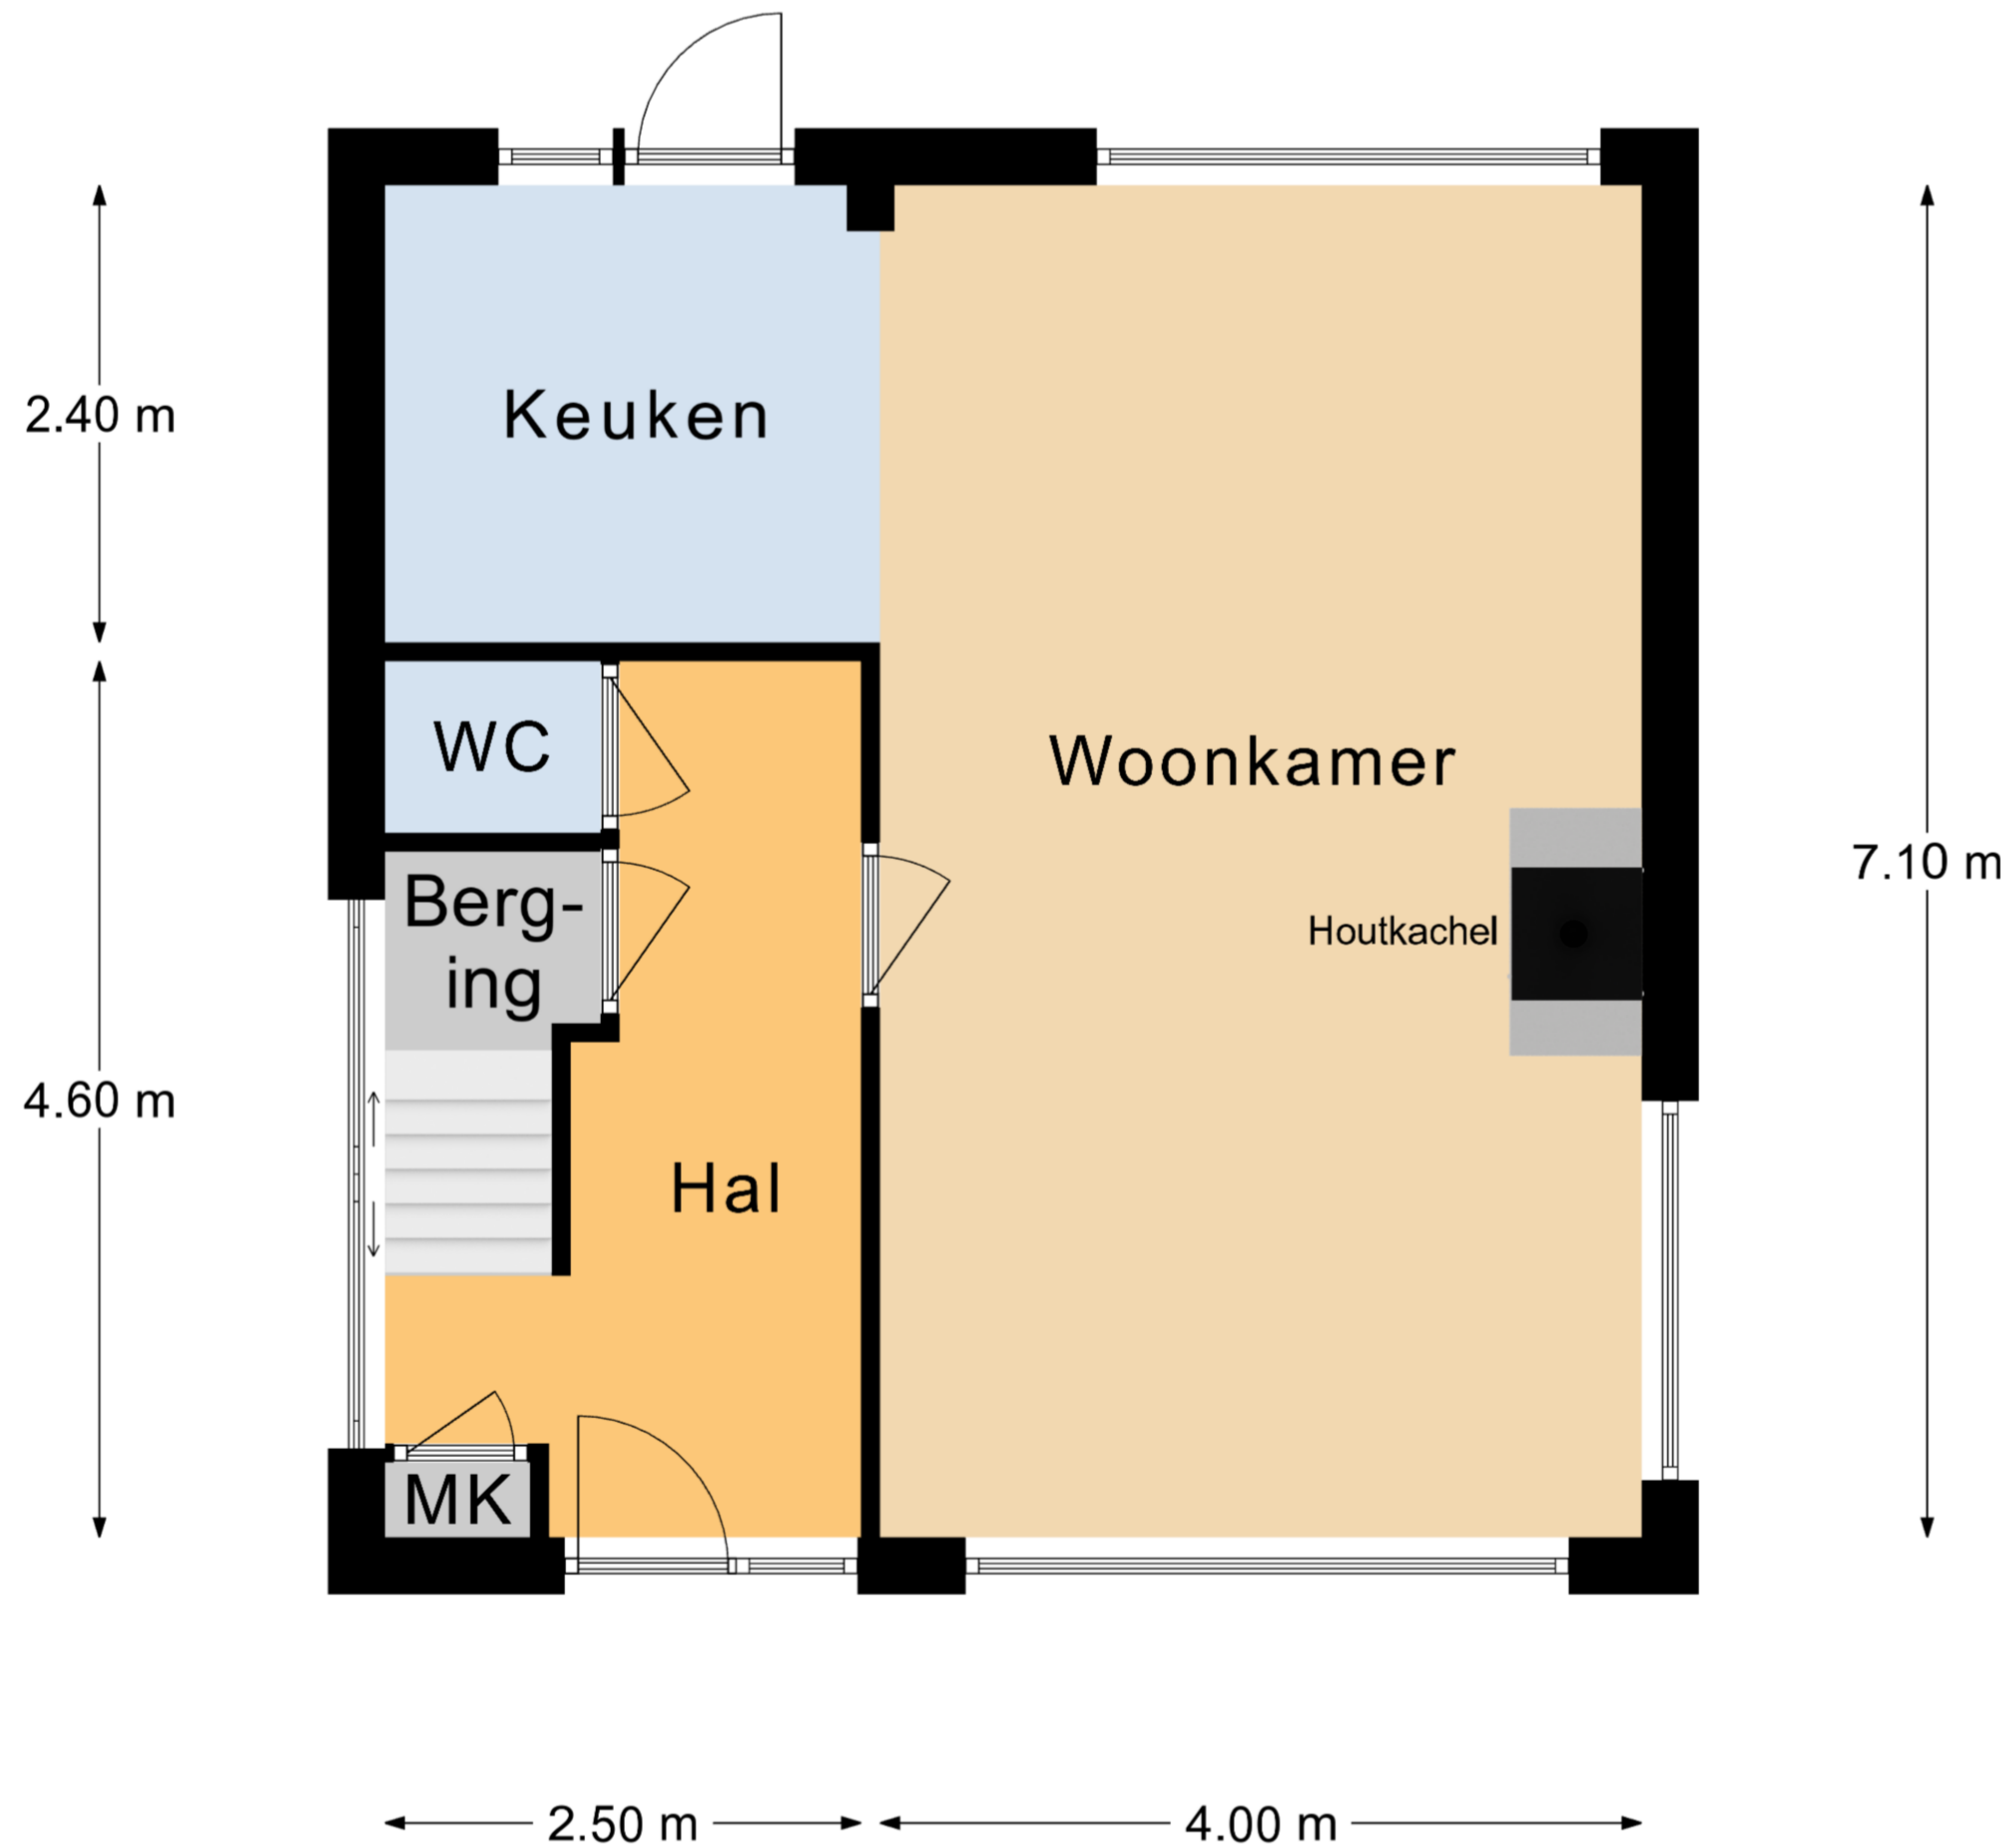 2.40 m
Keuken
WC
Woonkamer
Berg-
ing
Houtkachel
7.10 m
4.60 m
Hal
MK
2.50 m
4.00 m